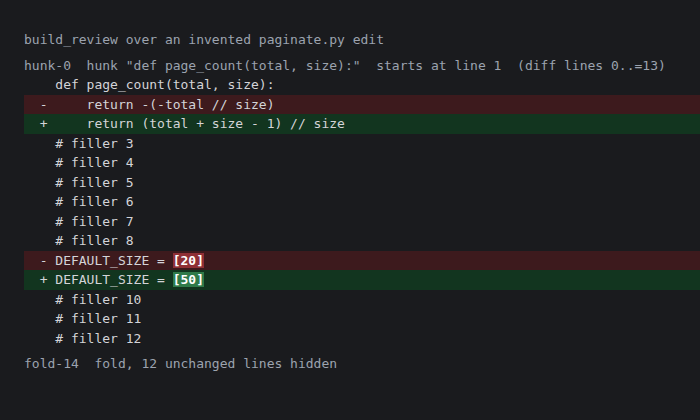 build_review over an invented paginate.py edit
hunk-0  hunk "def page_count(total, size):"  starts at line 1  (diff lines 0..=13)
    def page_count(total, size):
  -     return -(-total // size)
  +     return (total + size - 1) // size
    # filler 3
    # filler 4
    # filler 5
    # filler 6
    # filler 7
    # filler 8
  - DEFAULT_SIZE = [20]
  + DEFAULT_SIZE = [50]
    # filler 10
    # filler 11
    # filler 12
fold-14  fold, 12 unchanged lines hidden